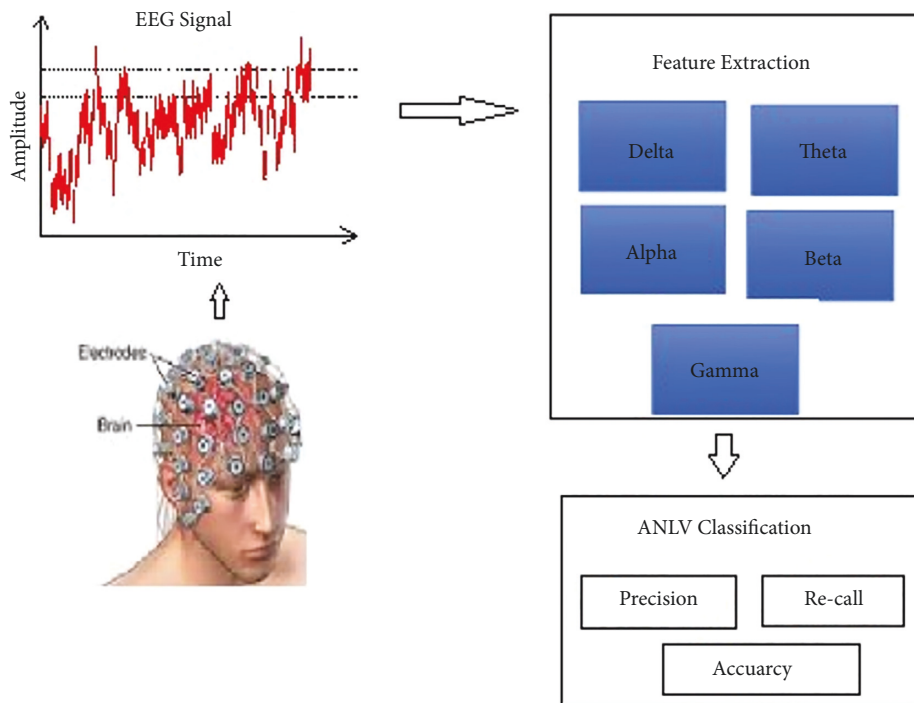 EEG Signal
Amplitude
Time
Electrodes
Brain
Feature Extraction
Delta
Theta
Alpha
Beta
Gamma
ANLV Classification
Precision
Re-call
Accuarcy